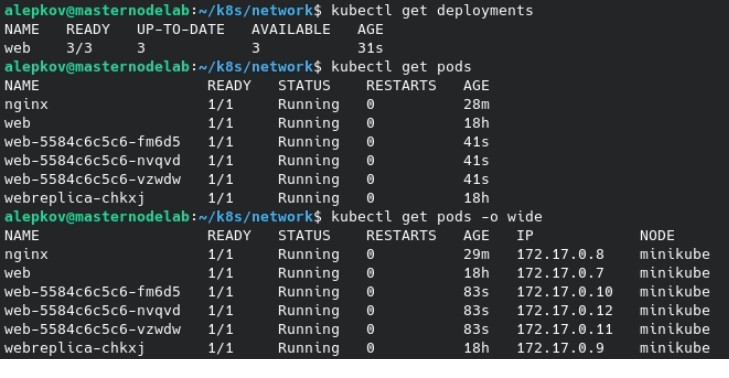 alepkov@masternodelab:~/k8s/network$ kubectl get deployments
NAME   READY   UP-TO-DATE   AVAILABLE   AGE
web    3/3     3            3           31s
alepkov@masternodelab:~/k8s/network$ kubectl get pods
NAME                   READY   STATUS    RESTARTS   AGE
nginx                  1/1     Running   0          28m
web                    1/1     Running   0          18h
web-5584c6c5c6-fm6d5   1/1     Running   0          41s
web-5584c6c5c6-nvqvd   1/1     Running   0          41s
web-5584c6c5c6-vzwdw   1/1     Running   0          41s
webreplica-chkxj       1/1     Running   0          18h
alepkov@masternodelab:~/k8s/network$ kubectl get pods -o wide
NAME                   READY   STATUS    RESTARTS   AGE   IP            NODE
nginx                  1/1     Running   0          29m   172.17.0.8    minikube
web                    1/1     Running   0          18h   172.17.0.7    minikube
web-5584c6c5c6-fm6d5   1/1     Running   0          83s   172.17.0.10   minikube
web-5584c6c5c6-nvqvd   1/1     Running   0          83s   172.17.0.12   minikube
web-5584c6c5c6-vzwdw   1/1     Running   0          83s   172.17.0.11   minikube
webreplica-chkxj       1/1     Running   0          18h   172.17.0.9    minikube